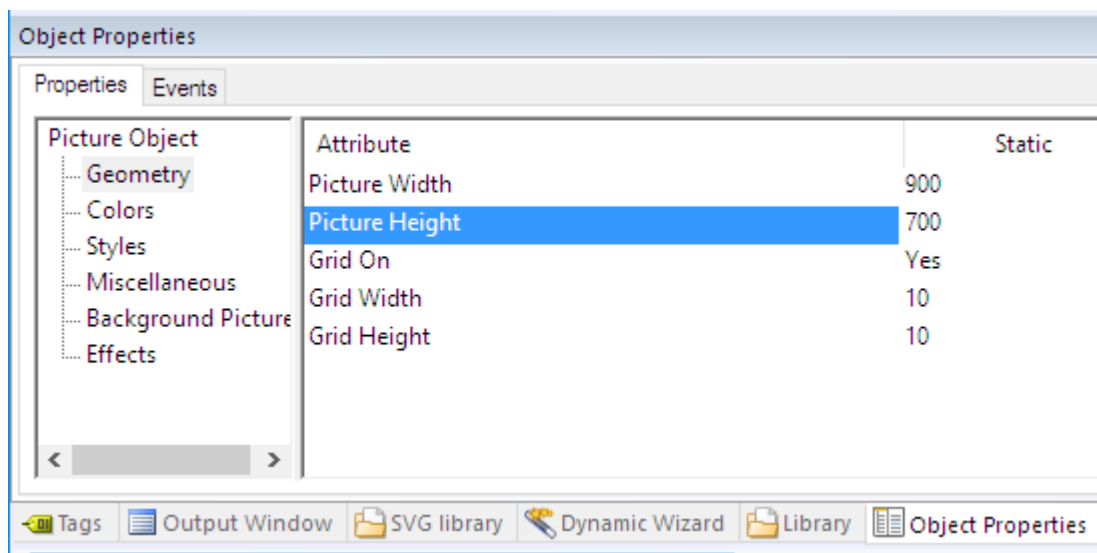 Object Properties
Properties Events
Picture Object
Geometry
Colors
Styles
Miscellaneous
Background Picture
Effects
Attribute Static
Picture Width 900
Picture Height 700
Grid On Yes
Grid Width 10
Grid Height 10
Tags Output Window SVG library Dynamic Wizard Library Object Properties